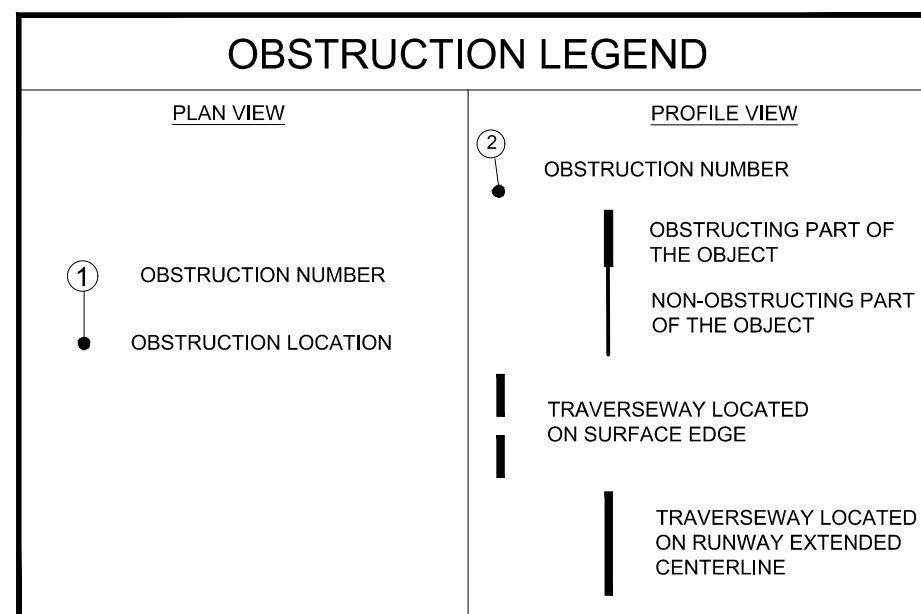 OBSTRUCTION LEGEND
PLAN VIEW
1
OBSTRUCTION NUMBER
OBSTRUCTION LOCATION
PROFILE VIEW
2
OBSTRUCTION NUMBER
OBSTRUCTING PART OF
THE OBJECT
NON-OBSTRUCTING PART
OF THE OBJECT
TRAVERSEWAY LOCATED
ON SURFACE EDGE
TRAVERSEWAY LOCATED
ON RUNWAY EXTENDED
CENTERLINE